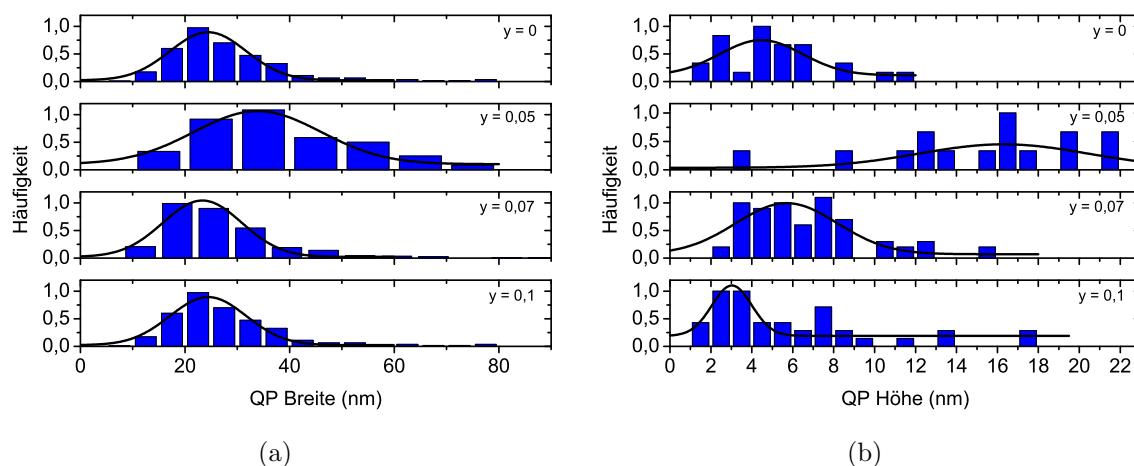 1,0 y = 0
0,5
0,0
1,0 y = 0,05
0,5
0,0
1,0 y = 0,07
0,5
0,0
1,0 y = 0,1
0,5
0,0
0 20 40 60 80
Häufigkeit
QP Breite (nm)
(a)
1,0 y = 0
0,5
0,0
1,0 y = 0,05
0,5
0,0
1,0 y = 0,07
0,5
0,0
1,0 y = 0,1
0,5
0,0
0 2 4 6 8 10 12 14 16 18 20 22
Häufigkeit
QP Höhe (nm)
(b)